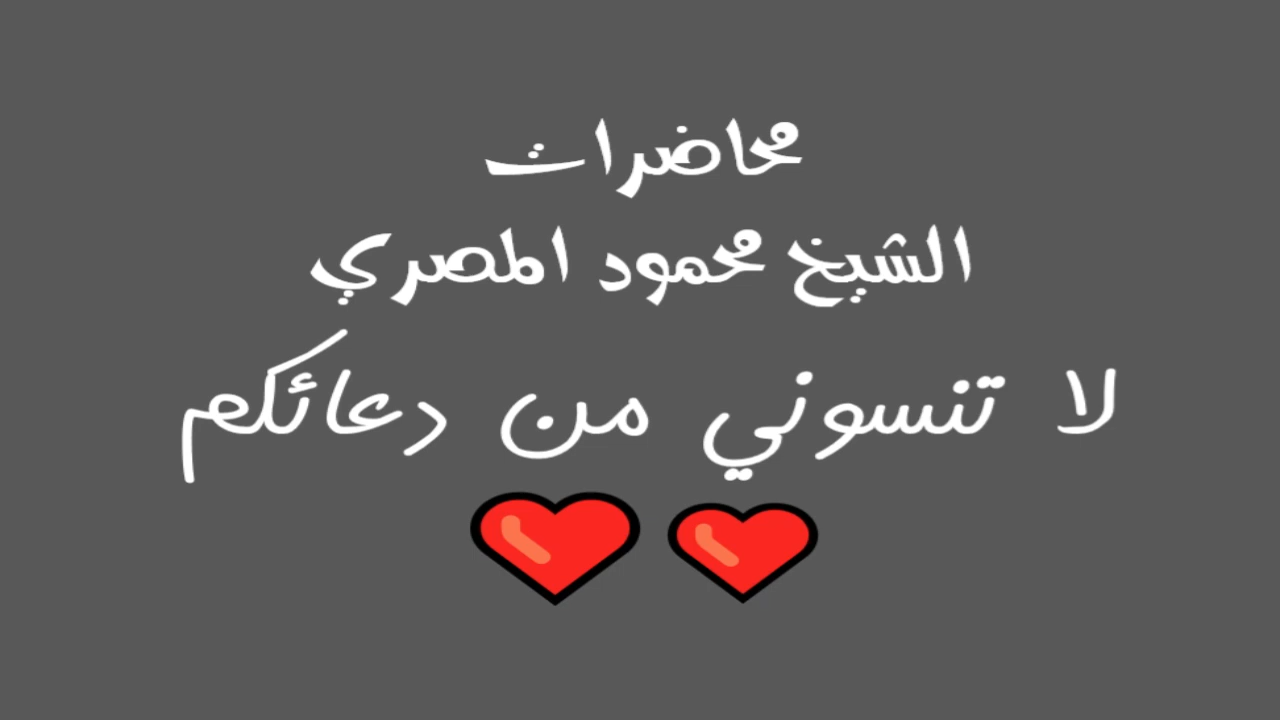 محاضرات
الشيخ محمود المصري
لا تنسوني من دعائكم